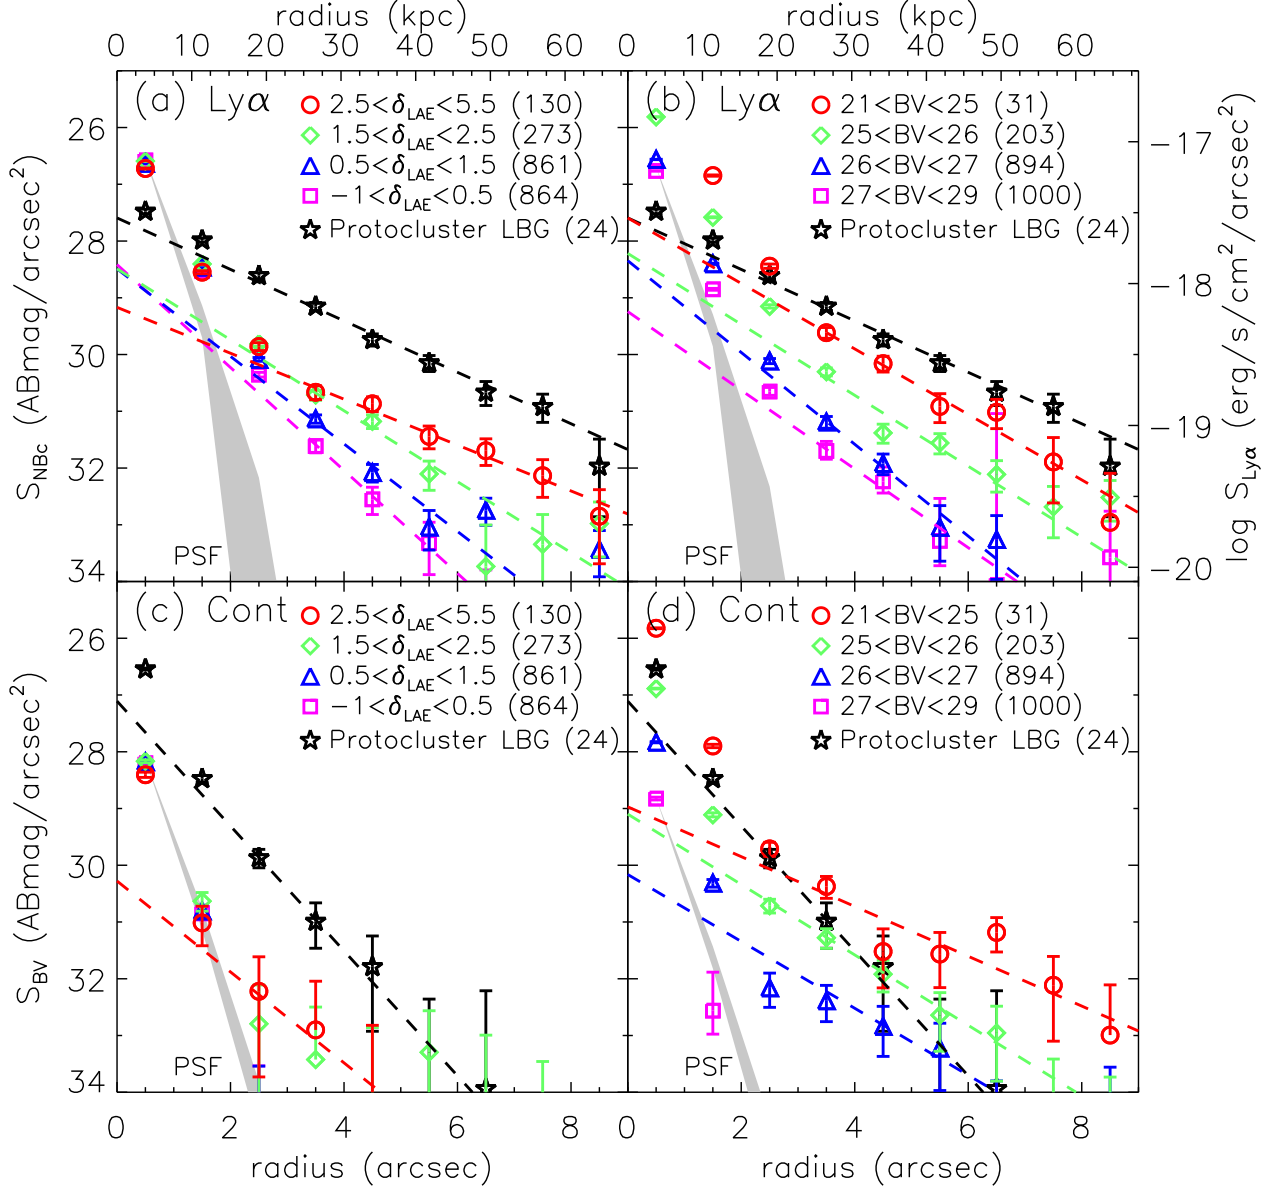 radius (kpc) radius (kpc)
0 10 20 30 40 50 60 0 10 20 30 40 50 60
(a) Lyα
2.5<δLAE<5.5 (130)
1.5<δLAE<2.5 (273)
0.5<δLAE<1.5 (861)
−1<δLAE<0.5 (864)
Protocluster LBG (24)
PSF
(b) Lyα
21<BV<25 (31)
25<BV<26 (203)
26<BV<27 (894)
27<BV<29 (1000)
Protocluster LBG (24)
PSF
26
28
30
32
34
SNBc (ABmag/arcsec²)
−17
−18
−19
−20
log SLyα (erg/s/cm²/arcsec²)
(c) Cont
2.5<δLAE<5.5 (130)
1.5<δLAE<2.5 (273)
0.5<δLAE<1.5 (861)
−1<δLAE<0.5 (864)
Protocluster LBG (24)
PSF
(d) Cont
21<BV<25 (31)
25<BV<26 (203)
26<BV<27 (894)
27<BV<29 (1000)
Protocluster LBG (24)
PSF
26
28
30
32
34
SBV (ABmag/arcsec²)
0 2 4 6 8 0 2 4 6 8
radius (arcsec) radius (arcsec)